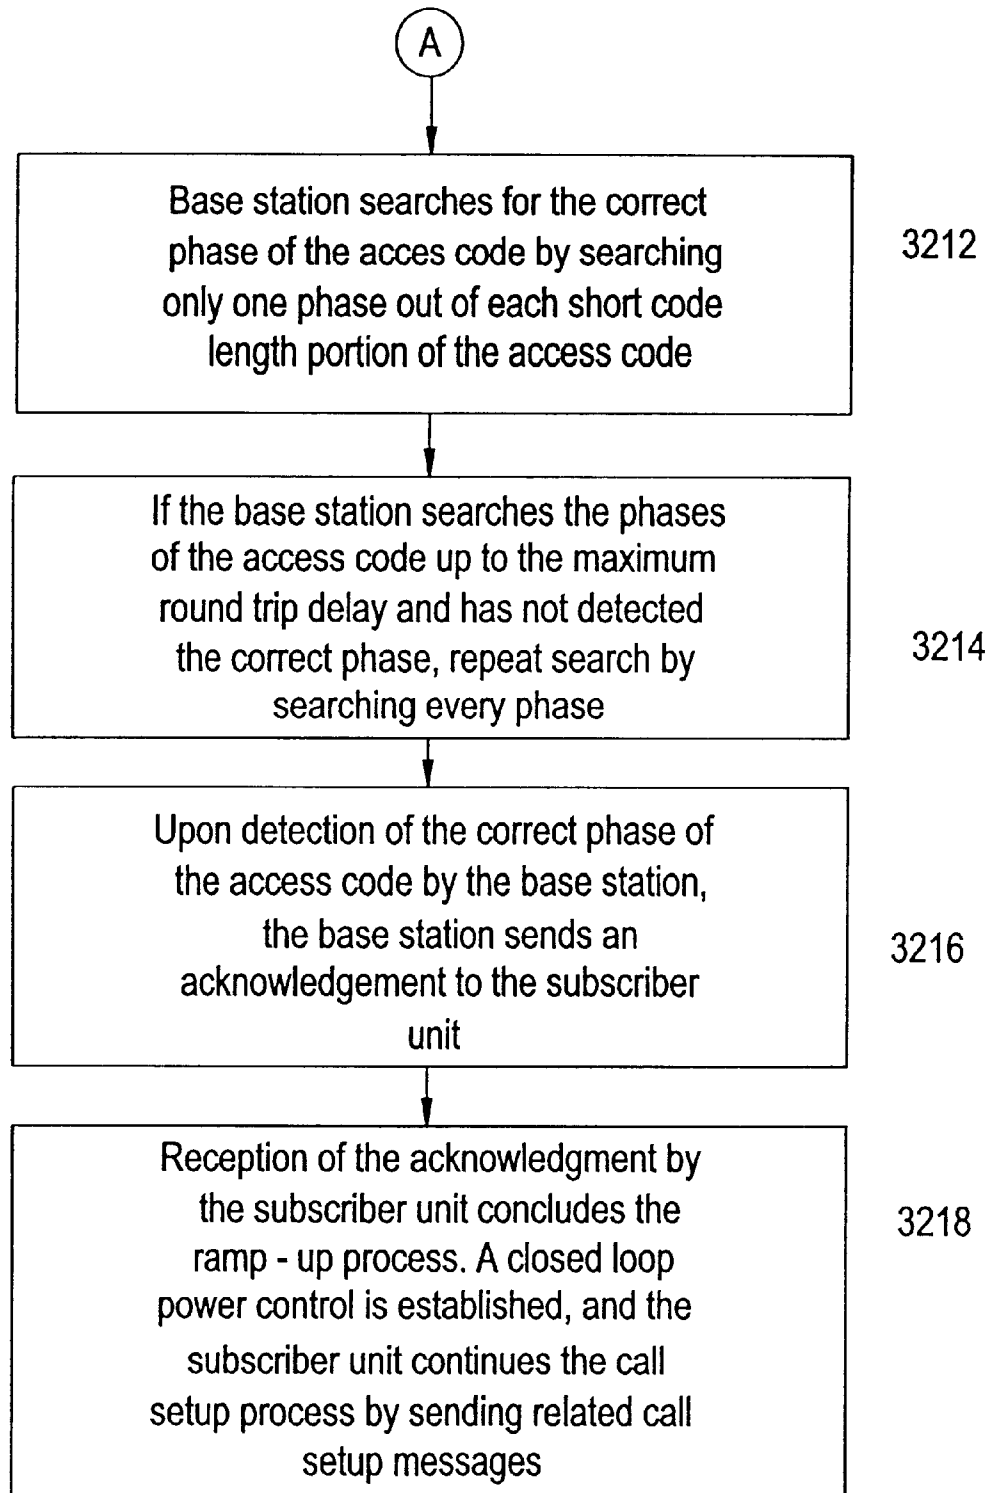 A
Base station searches for the correct
phase of the acces code by searching
only one phase out of each short code
length portion of the access code
3212
If the base station searches the phases
of the access code up to the maximum
round trip delay and has not detected
the correct phase, repeat search by
searching every phase
3214
Upon detection of the correct phase of
the access code by the base station,
the base station sends an
acknowledgement to the subscriber
unit
3216
Reception of the acknowledgment by
the subscriber unit concludes the
ramp - up process. A closed loop
power control is established, and the
subscriber unit continues the call
setup process by sending related call
setup messages
3218